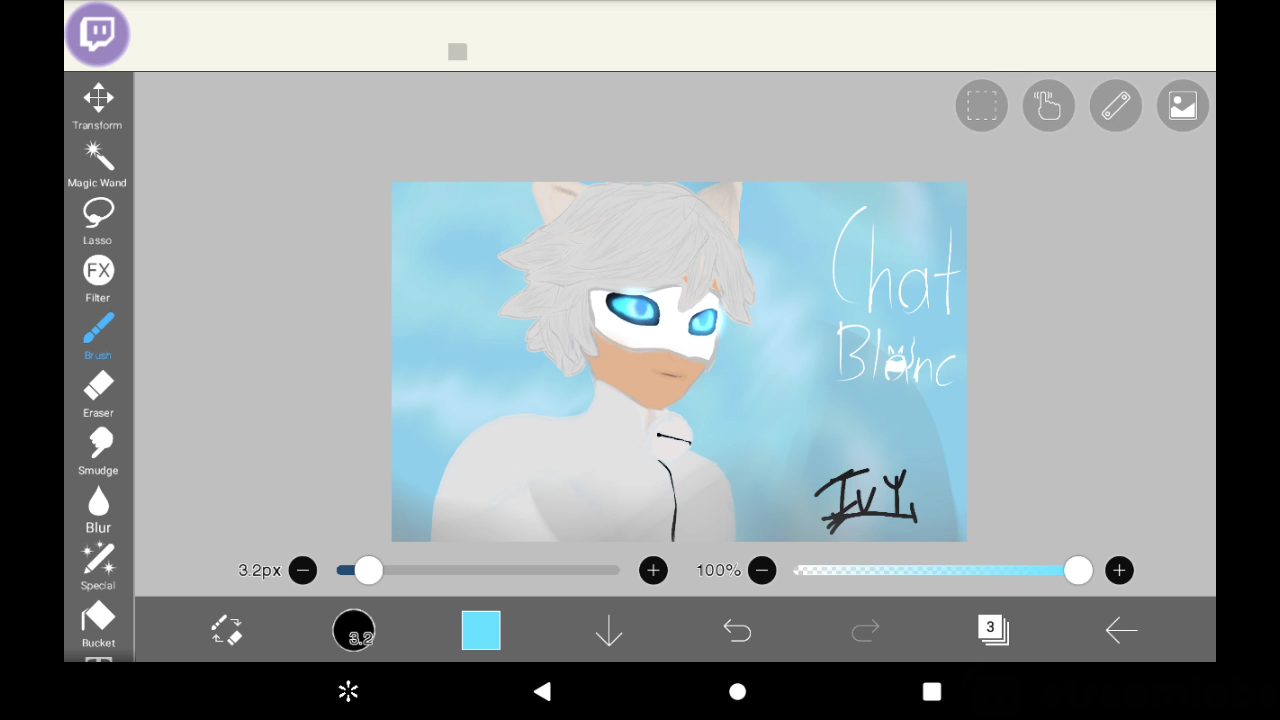 Transform
Magic Wand
Lasso
FX
Filter
Brush
Eraser
Smudge
Blur
Special
Bucket
Chat
Blanc
IVY
3.2px
100%
3.2
3